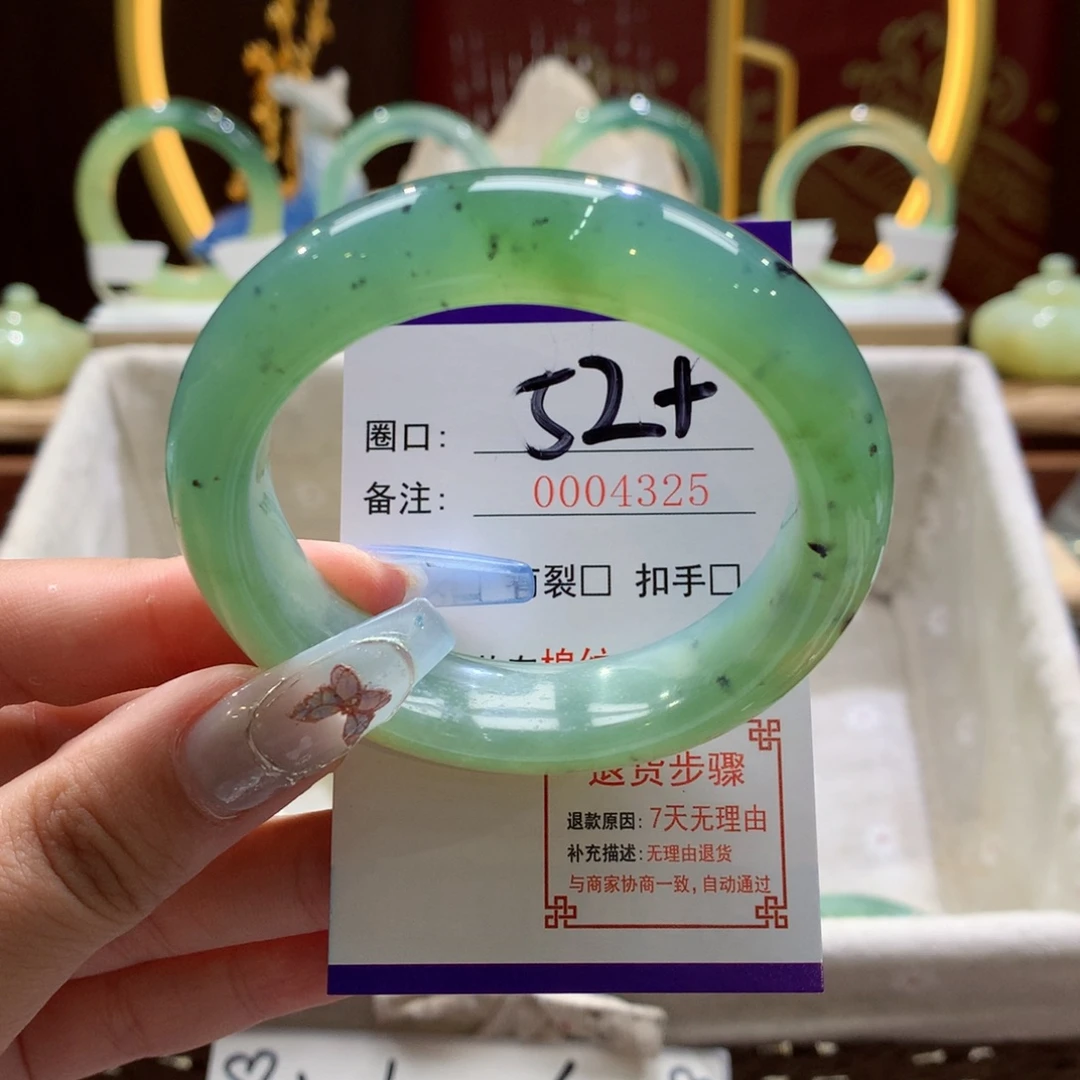 圈口: 52+
备注: 0004325
裂□ 扣手□
棉纹
退货步骤
退款原因: 7天无理由
补充描述: 无理由退货
与商家协商一致, 自动通过